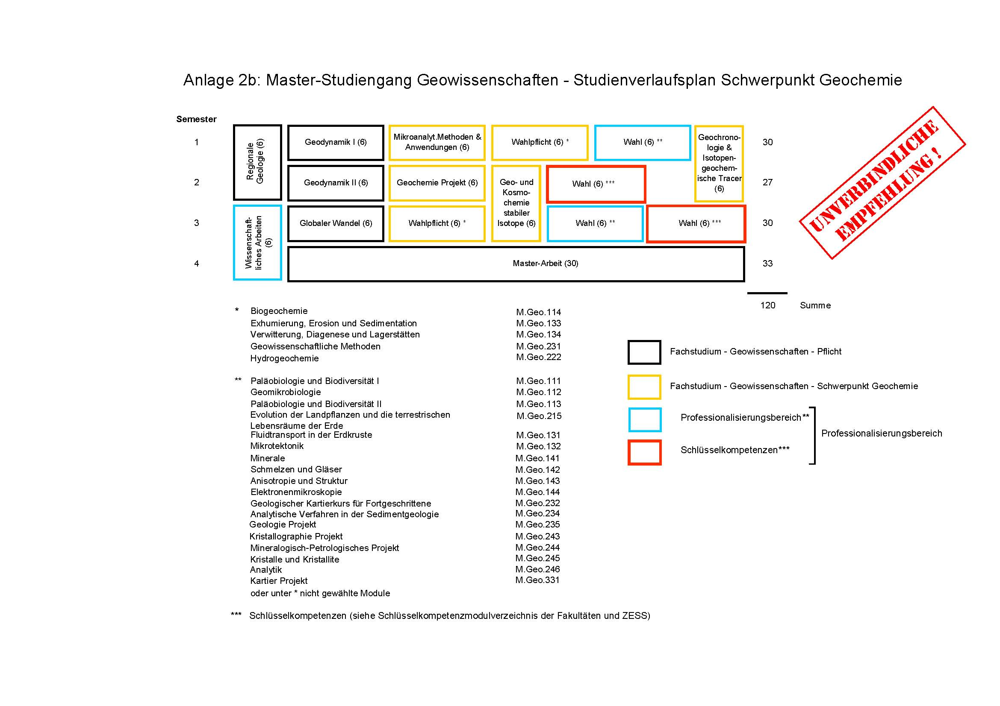 Anlage 2b: Master-Studiengang Geowissenschaften - Studienverlaufsplan Schwerpunkt Geochemie
Semester
1
Regionale
Geologie (6)
Geodynamik I (6)
Mikroanalyt.Methoden &
Anwendungen (6)
Wahlpflicht (6) *
Wahl (6) **
Geochrono-
logie &
Isotopen-
geochem-
ische Tracer
(6)
30
2
Geodynamik II (6)
Geochemie Projekt (6)
Geo- und
Kosmo-
chemie
stabiler
Isotope (6)
Wahl (6) ***
27
3
Wissenschaft-
liches Arbeiten
(6)
Globaler Wandel (6)
Wahlpflicht (6) *
Wahl (6) **
Wahl (6) ***
30
4
Master-Arbeit (30)
33
120 Summe
UNVERBINDLICHE
EMPFEHLUNG !
* Biogeochemie M.Geo.114
Exhumierung, Erosion und Sedimentation M.Geo.133
Verwitterung, Diagenese und Lagerstätten M.Geo.134
Geowissenschaftliche Methoden M.Geo.231
Hydrogeochemie M.Geo.222
** Paläobiologie und Biodiversität I M.Geo.111
Geomikrobiologie M.Geo.112
Paläobiologie und Biodiversität II M.Geo.113
Evolution der Landpflanzen und die terrestrischen M.Geo.215
Lebensräume der Erde
Fluidtransport in der Erdkruste M.Geo.131
Mikrotektonik M.Geo.132
Minerale M.Geo.141
Schmelzen und Gläser M.Geo.142
Anisotropie und Struktur M.Geo.143
Elektronenmikroskopie M.Geo.144
Geologischer Kartierkurs für Fortgeschrittene M.Geo.232
Analytische Verfahren in der Sedimentgeologie M.Geo.234
Geologie Projekt M.Geo.235
Kristallographie Projekt M.Geo.243
Mineralogisch-Petrologisches Projekt M.Geo.244
Kristalle und Kristallite M.Geo.245
Analytik M.Geo.246
Kartier Projekt M.Geo.331
oder unter * nicht gewählte Module
*** Schlüsselkompetenzen (siehe Schlüsselkompetenzmodulverzeichnis der Fakultäten und ZESS)
Fachstudium - Geowissenschaften - Pflicht
Fachstudium - Geowissenschaften - Schwerpunkt Geochemie
Professionalisierungsbereich**
Schlüsselkompetenzen***
Professionalisierungsbereich